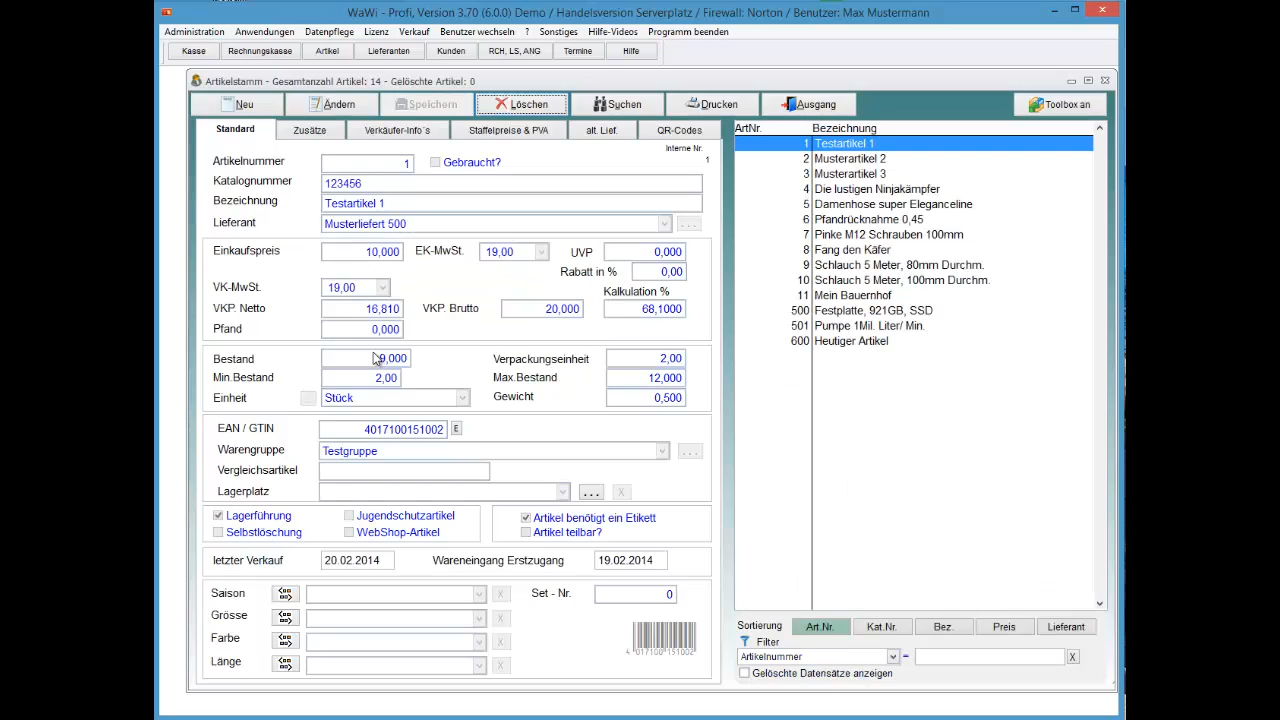 WaWi - Profi, Version 3.70 (6.0.0) Demo / Handelsversion Serverplatz / Firewall: Norton / Benutzer: Max Mustermann
Administration Anwendungen Datenpflege Lizenz Verkauf Benutzer wechseln ? Sonstiges Hilfe-Videos Programm beenden
Kasse Rechnungskasse Artikel Lieferanten Kunden RCH, LS, ANG Termine Hilfe
Artikelstamm - Gesamtanzahl Artikel: 14 - Gelöschte Artikel: 0
Neu Ändern Speichern Löschen Suchen Drucken Ausgang Toolbox an
Standard Zusätze Verkäufer-Info´s Staffelpreise & PVA alt. Lief. QR-Codes
Interne Nr.
1
Artikelnummer 1 Gebraucht?
Katalognummer 123456
Bezeichnung Testartikel 1
Lieferant Musterliefert 500 ...
Einkaufspreis 10,000 EK-MwSt. 19,00 UVP 0,000
Rabatt in % 0,00
VK-MwSt. 19,00 Kalkulation %
VKP. Netto 16,810 VKP. Brutto 20,000 68,1000
Pfand 0,000
Bestand 9,000 Verpackungseinheit 2,00
Min.Bestand 2,00 Max.Bestand 12,000
Einheit Stück Gewicht 0,500
EAN / GTIN 4017100151002 E
Warengruppe Testgruppe ...
Vergleichsartikel
Lagerplatz ... X
Lagerführung Jugendschutzartikel Artikel benötigt ein Etikett
Selbstlöschung WebShop-Artikel Artikel teilbar?
letzter Verkauf 20.02.2014 Wareneingang Erstzugang 19.02.2014
Saison X Set - Nr. 0
Grösse X
Farbe X
Länge X
4 017100 151002
ArtNr. Bezeichnung
1 Testartikel 1
2 Musterartikel 2
3 Musterartikel 3
4 Die lustigen Ninjakämpfer
5 Damenhose super Eleganceline
6 Pfandrücknahme 0,45
7 Pinke M12 Schrauben 100mm
8 Fang den Käfer
9 Schlauch 5 Meter, 80mm Durchm.
10 Schlauch 5 Meter, 100mm Durchm.
11 Mein Bauernhof
500 Festplatte, 921GB, SSD
501 Pumpe 1Mil. Liter/ Min.
600 Heutiger Artikel
Sortierung Art.Nr. Kat.Nr. Bez. Preis Lieferant
Filter
Artikelnummer = X
Gelöschte Datensätze anzeigen